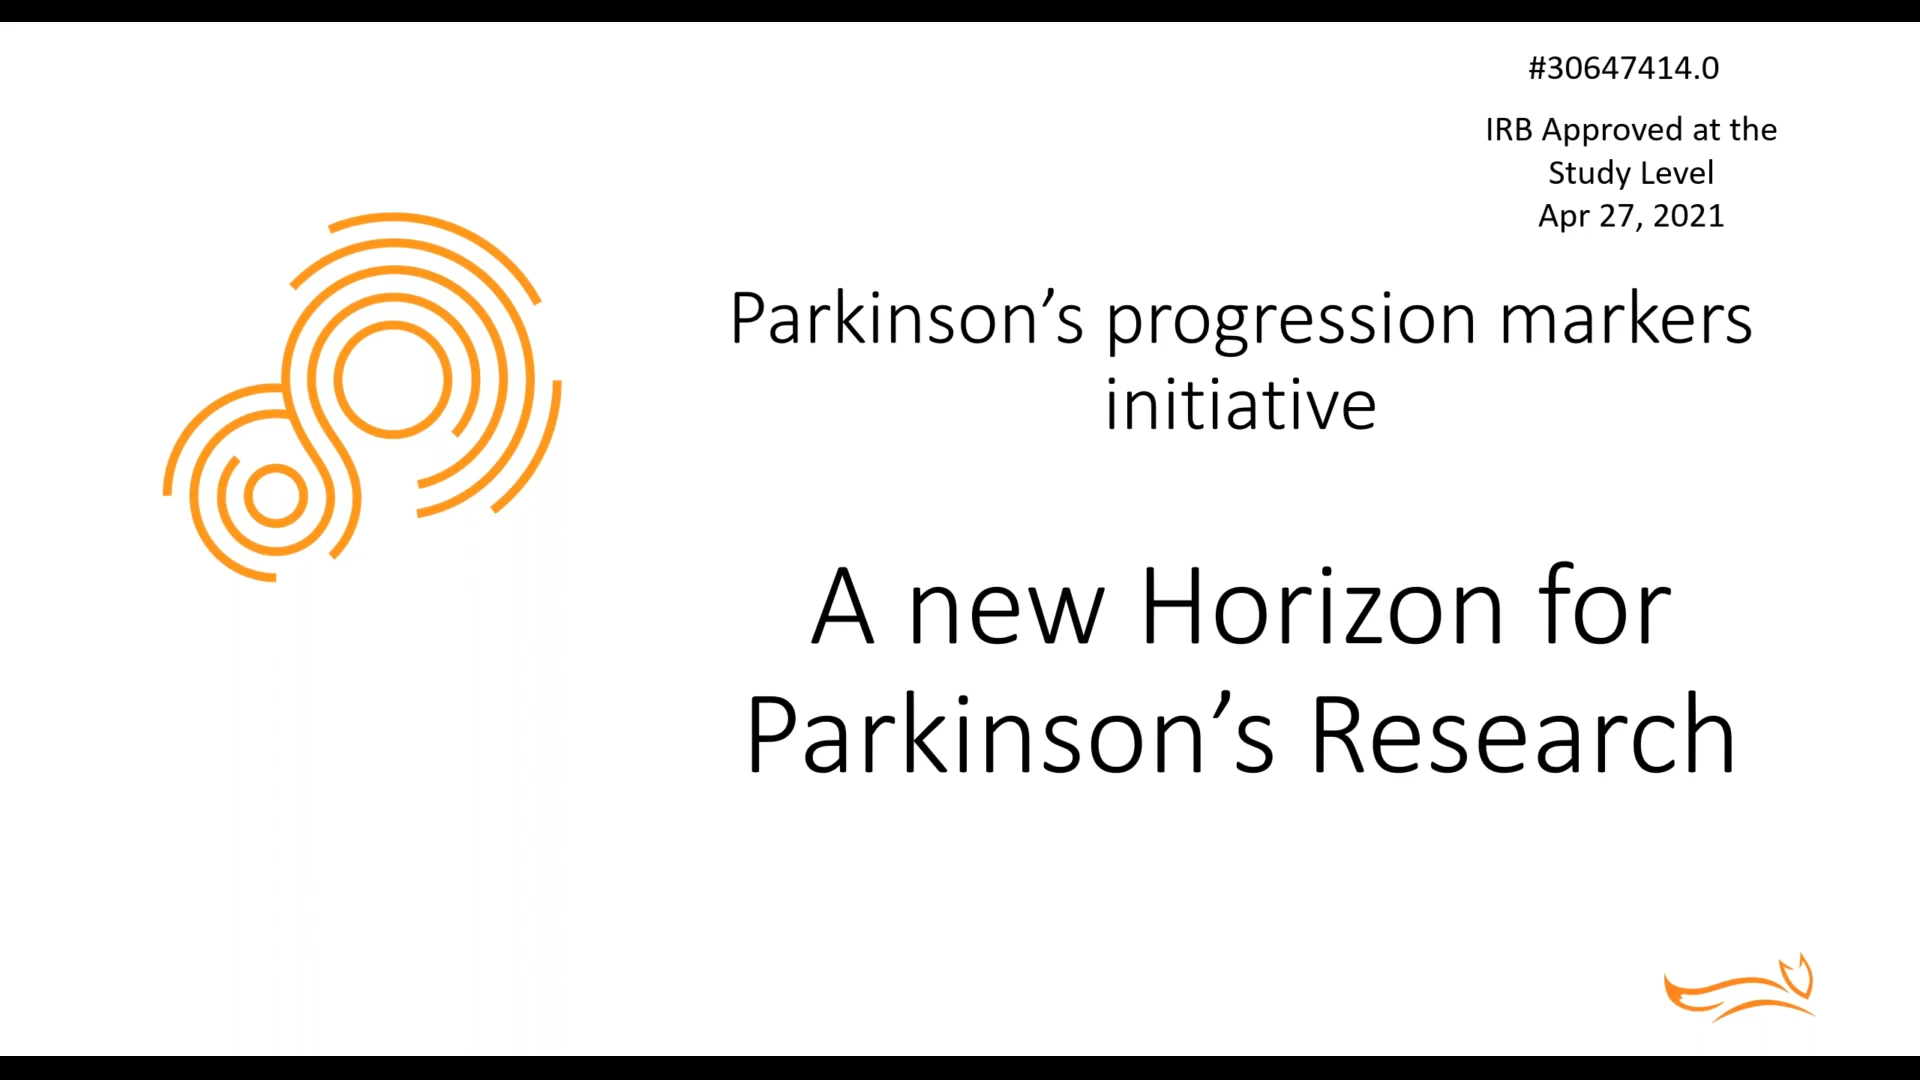 #30647414.0
IRB Approved at the
Study Level
Apr 27, 2021
Parkinson’s progression markers
initiative
A new Horizon for
Parkinson’s Research